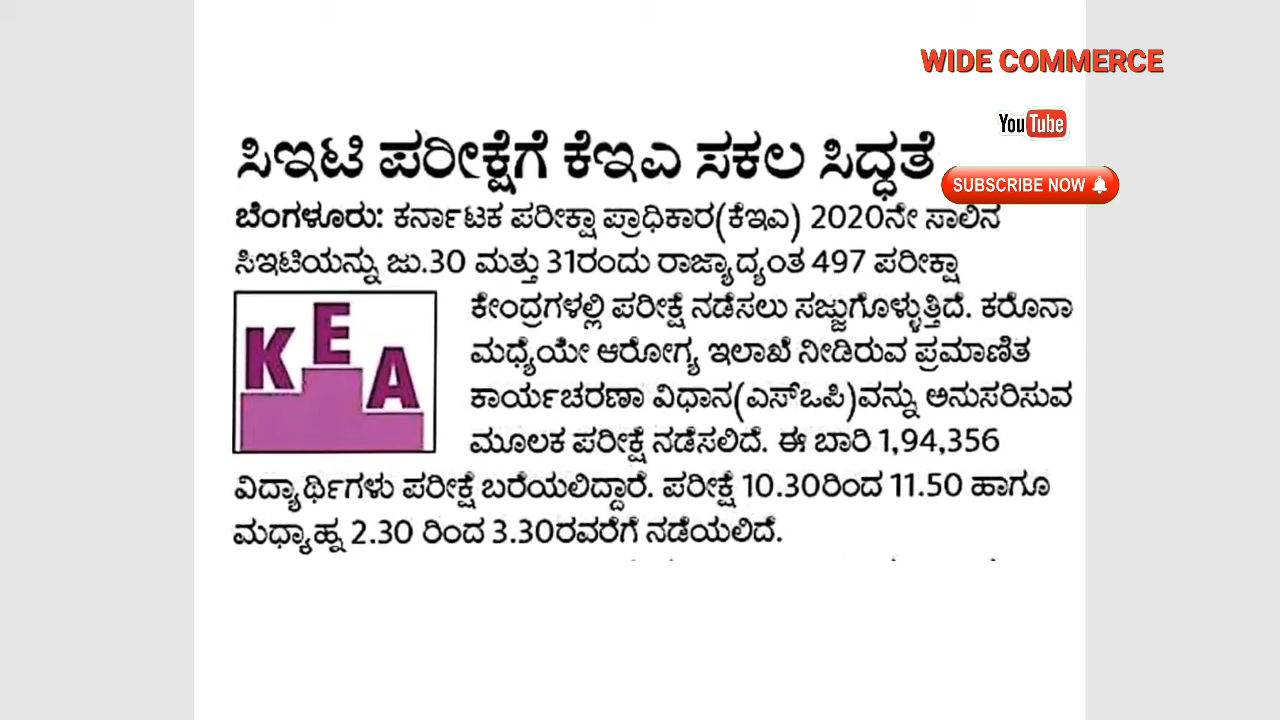 WIDE COMMERCE
YouTube
SUBSCRIBE NOW
ಸಿಇಟಿ ಪರೀಕ್ಷೆಗೆ ಕೆಇಎ ಸಕಲ ಸಿದ್ಧತೆ
ಬೆಂಗಳೂರು: ಕರ್ನಾಟಕ ಪರೀಕ್ಷಾ ಪ್ರಾಧಿಕಾರ(ಕೆಇಎ) 2020ನೇ ಸಾಲಿನ
ಸಿಇಟಿಯನ್ನು ಜು.30 ಮತ್ತು 31ರಂದು ರಾಜ್ಯಾದ್ಯಂತ 497 ಪರೀಕ್ಷಾ
KEA
ಕೇಂದ್ರಗಳಲ್ಲಿ ಪರೀಕ್ಷೆ ನಡೆಸಲು ಸಜ್ಜುಗೊಳ್ಳುತ್ತಿದೆ. ಕರೊನಾ
ಮಧ್ಯೆಯೇ ಆರೋಗ್ಯ ಇಲಾಖೆ ನೀಡಿರುವ ಪ್ರಮಾಣಿತ
ಕಾರ್ಯಚರಣಾ ವಿಧಾನ(ಎಸ್‌ಒಪಿ)ವನ್ನು ಅನುಸರಿಸುವ
ಮೂಲಕ ಪರೀಕ್ಷೆ ನಡೆಸಲಿದೆ. ಈ ಬಾರಿ 1,94,356
ವಿದ್ಯಾರ್ಥಿಗಳು ಪರೀಕ್ಷೆ ಬರೆಯಲಿದ್ದಾರೆ. ಪರೀಕ್ಷೆ 10.30ರಿಂದ 11.50 ಹಾಗೂ
ಮಧ್ಯಾಹ್ನ 2.30 ರಿಂದ 3.30ರವರೆಗೆ ನಡೆಯಲಿದೆ.